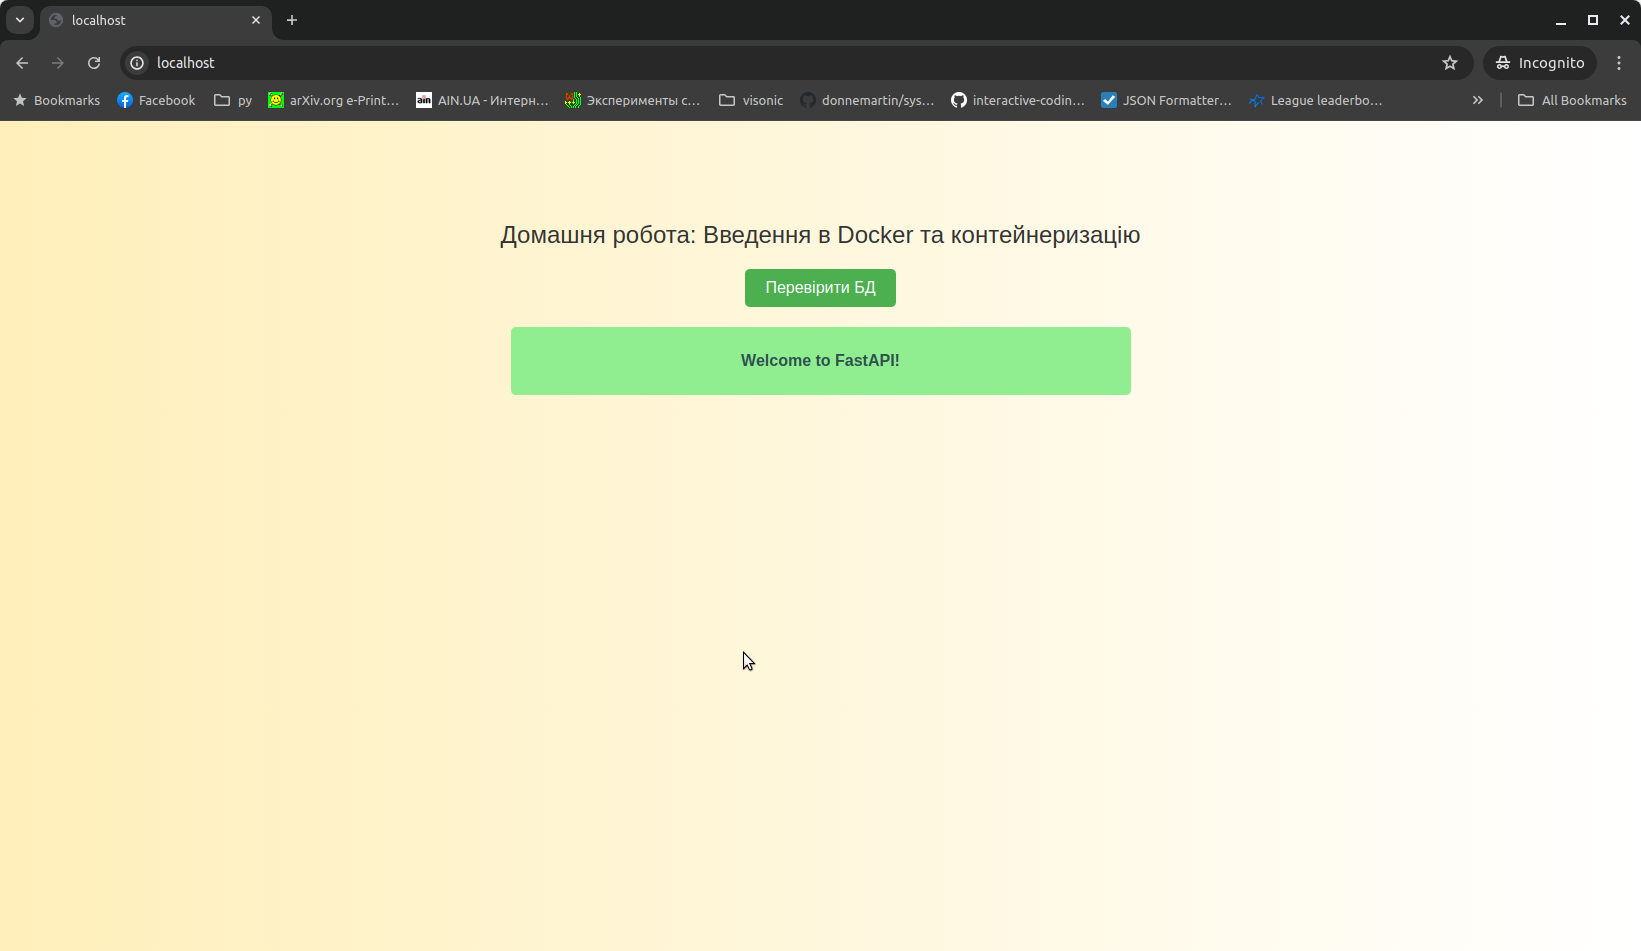 localhost
localhost
Incognito
Bookmarks
Facebook
py
arXiv.org e-Print...
AIN.UA - Интерн...
Эксперименты с...
visonic
donnemartin/sys...
interactive-codin...
JSON Formatter...
League leaderbo...
All Bookmarks
Домашня робота: Введення в Docker та контейнеризацію
Перевірити БД
Welcome to FastAPI!